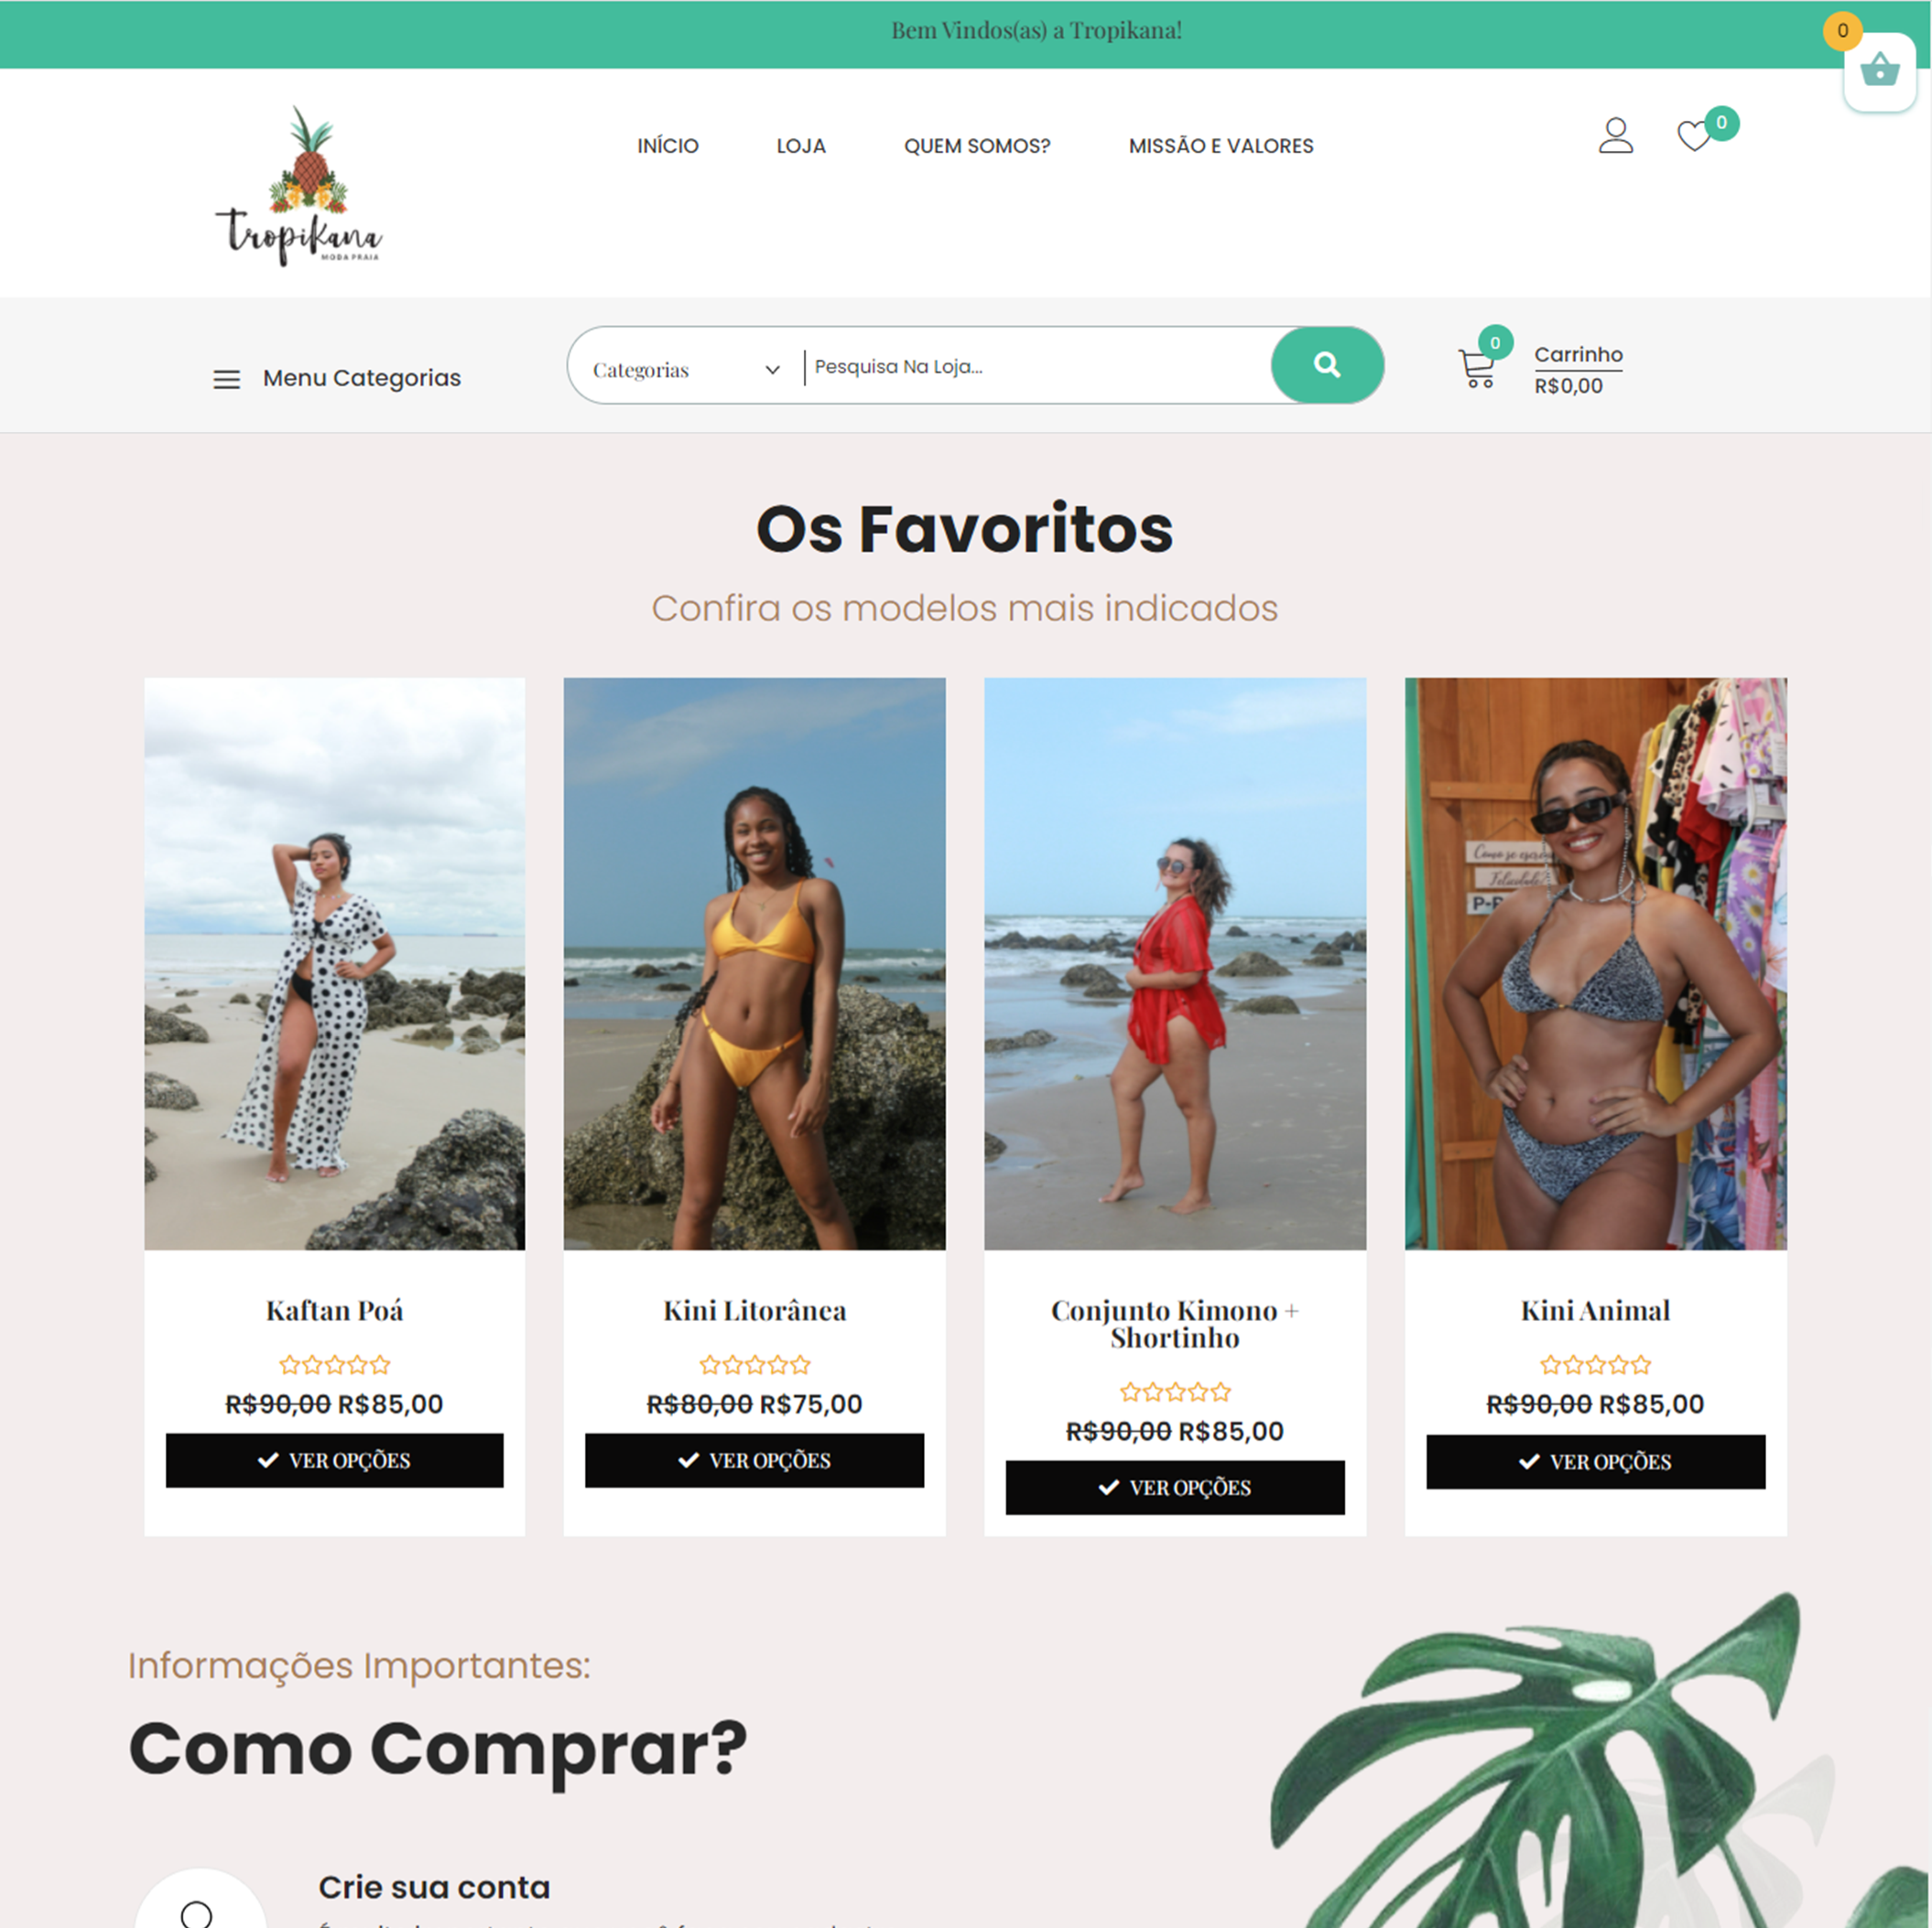 Bem Vindos(as) a Tropikana!
0
Tropikana
MODA PRAIA
INÍCIO
LOJA
QUEM SOMOS?
MISSÃO E VALORES
0
Menu Categorias
Categorias
Pesquisa Na Loja...
0
Carrinho
R$0,00
Os Favoritos
Confira os modelos mais indicados
Como se
Felicidade?
P-R
Kaftan Poá
R$90,00 R$85,00
VER OPÇÕES
Kini Litorânea
R$80,00 R$75,00
VER OPÇÕES
Conjunto Kimono +
Shortinho
R$90,00 R$85,00
VER OPÇÕES
Kini Animal
R$90,00 R$85,00
VER OPÇÕES
Informações Importantes:
Como Comprar?
Crie sua conta